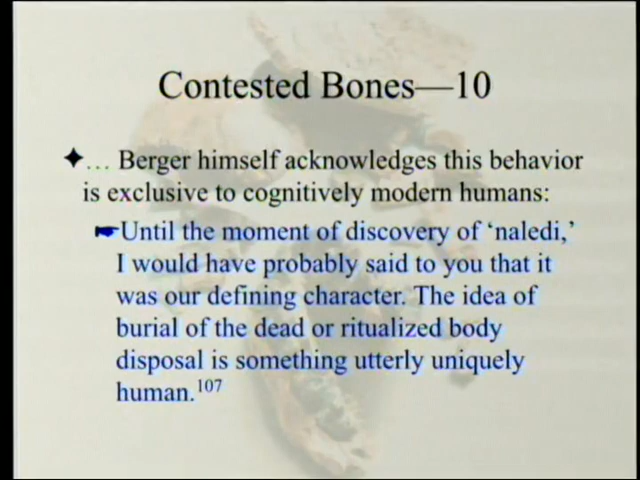 Contested Bones—10
… Berger himself acknowledges this behavior
is exclusive to cognitively modern humans:
Until the moment of discovery of ‘naledi,’
I would have probably said to you that it
was our defining character. The idea of
burial of the dead or ritualized body
disposal is something utterly uniquely
human.107